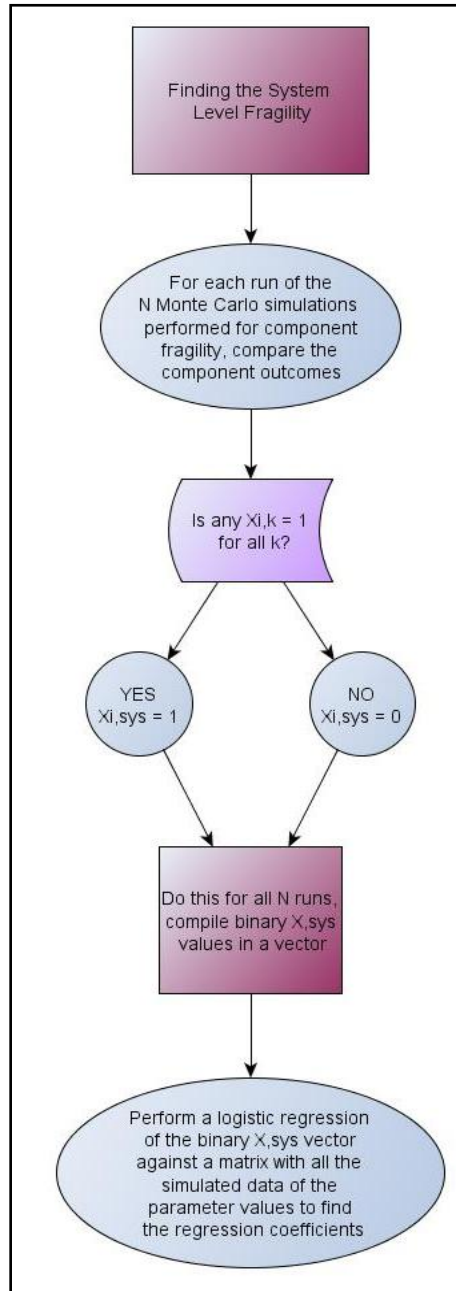 Finding the System
Level Fragility
For each run of the
N Monte Carlo simulations
performed for component
fragility, compare the
component outcomes
Is any Xi,k = 1
for all k?
YES
Xi,sys = 1
NO
Xi,sys = 0
Do this for all N runs,
compile binary X,sys
values in a vector
Perform a logistic regression
of the binary X,sys vector
against a matrix with all the
simulated data of the
parameter values to find
the regression coefficients